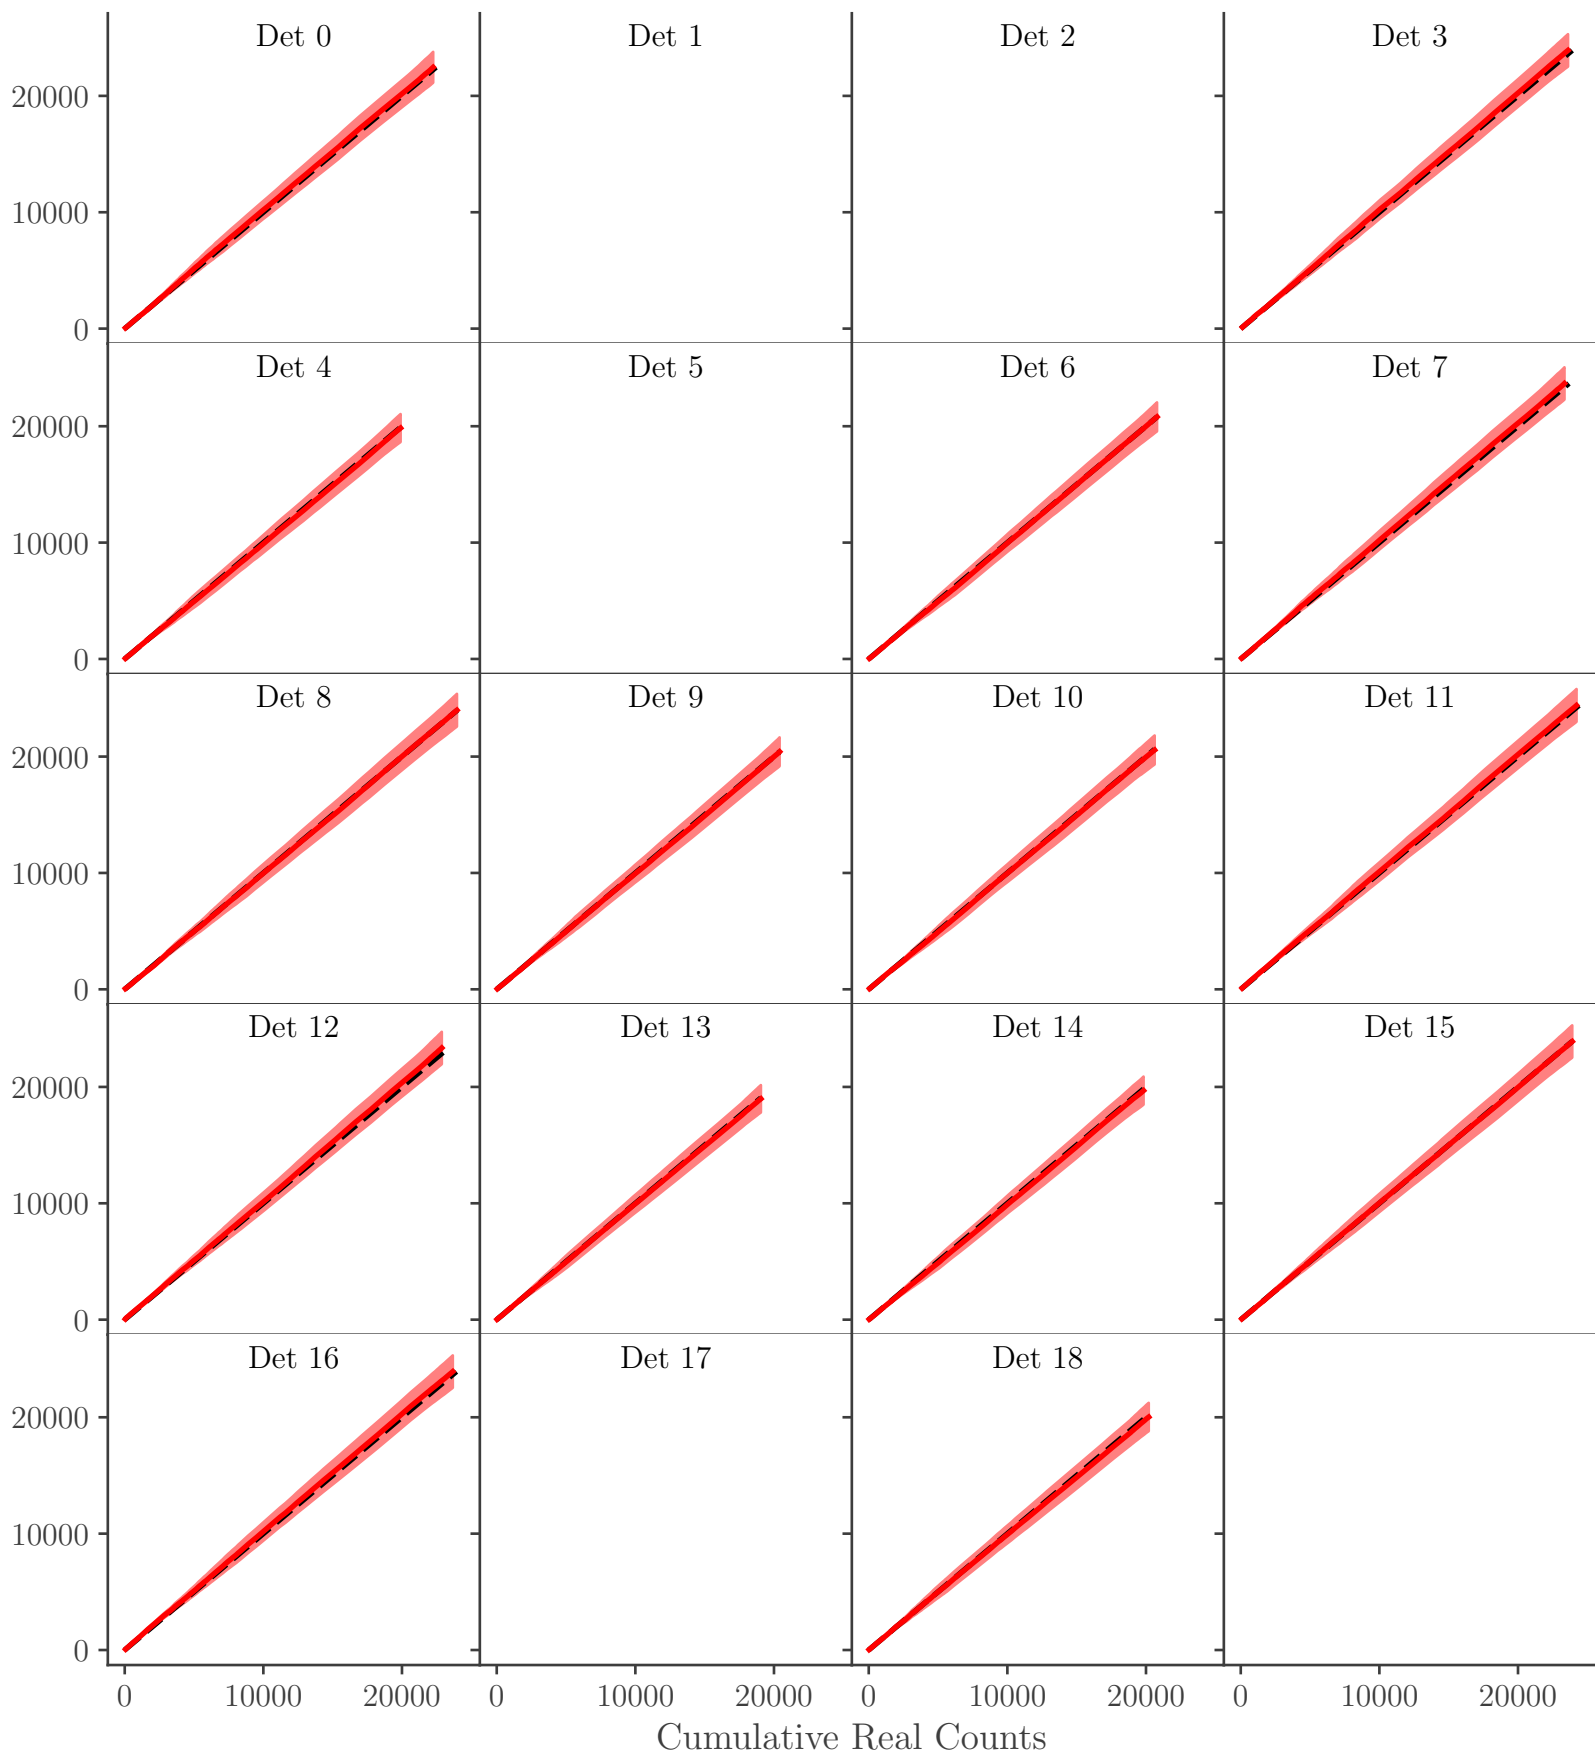 Det 0 Det 1 Det 2 Det 3
20000
10000
0
Det 4 Det 5 Det 6 Det 7
20000
10000
0
Det 8 Det 9 Det 10 Det 11
20000
10000
0
Det 12 Det 13 Det 14 Det 15
20000
10000
0
Det 16 Det 17 Det 18
20000
10000
0
0 10000 20000 0 10000 20000 0 10000 20000 0 10000 20000
Cumulative Real Counts